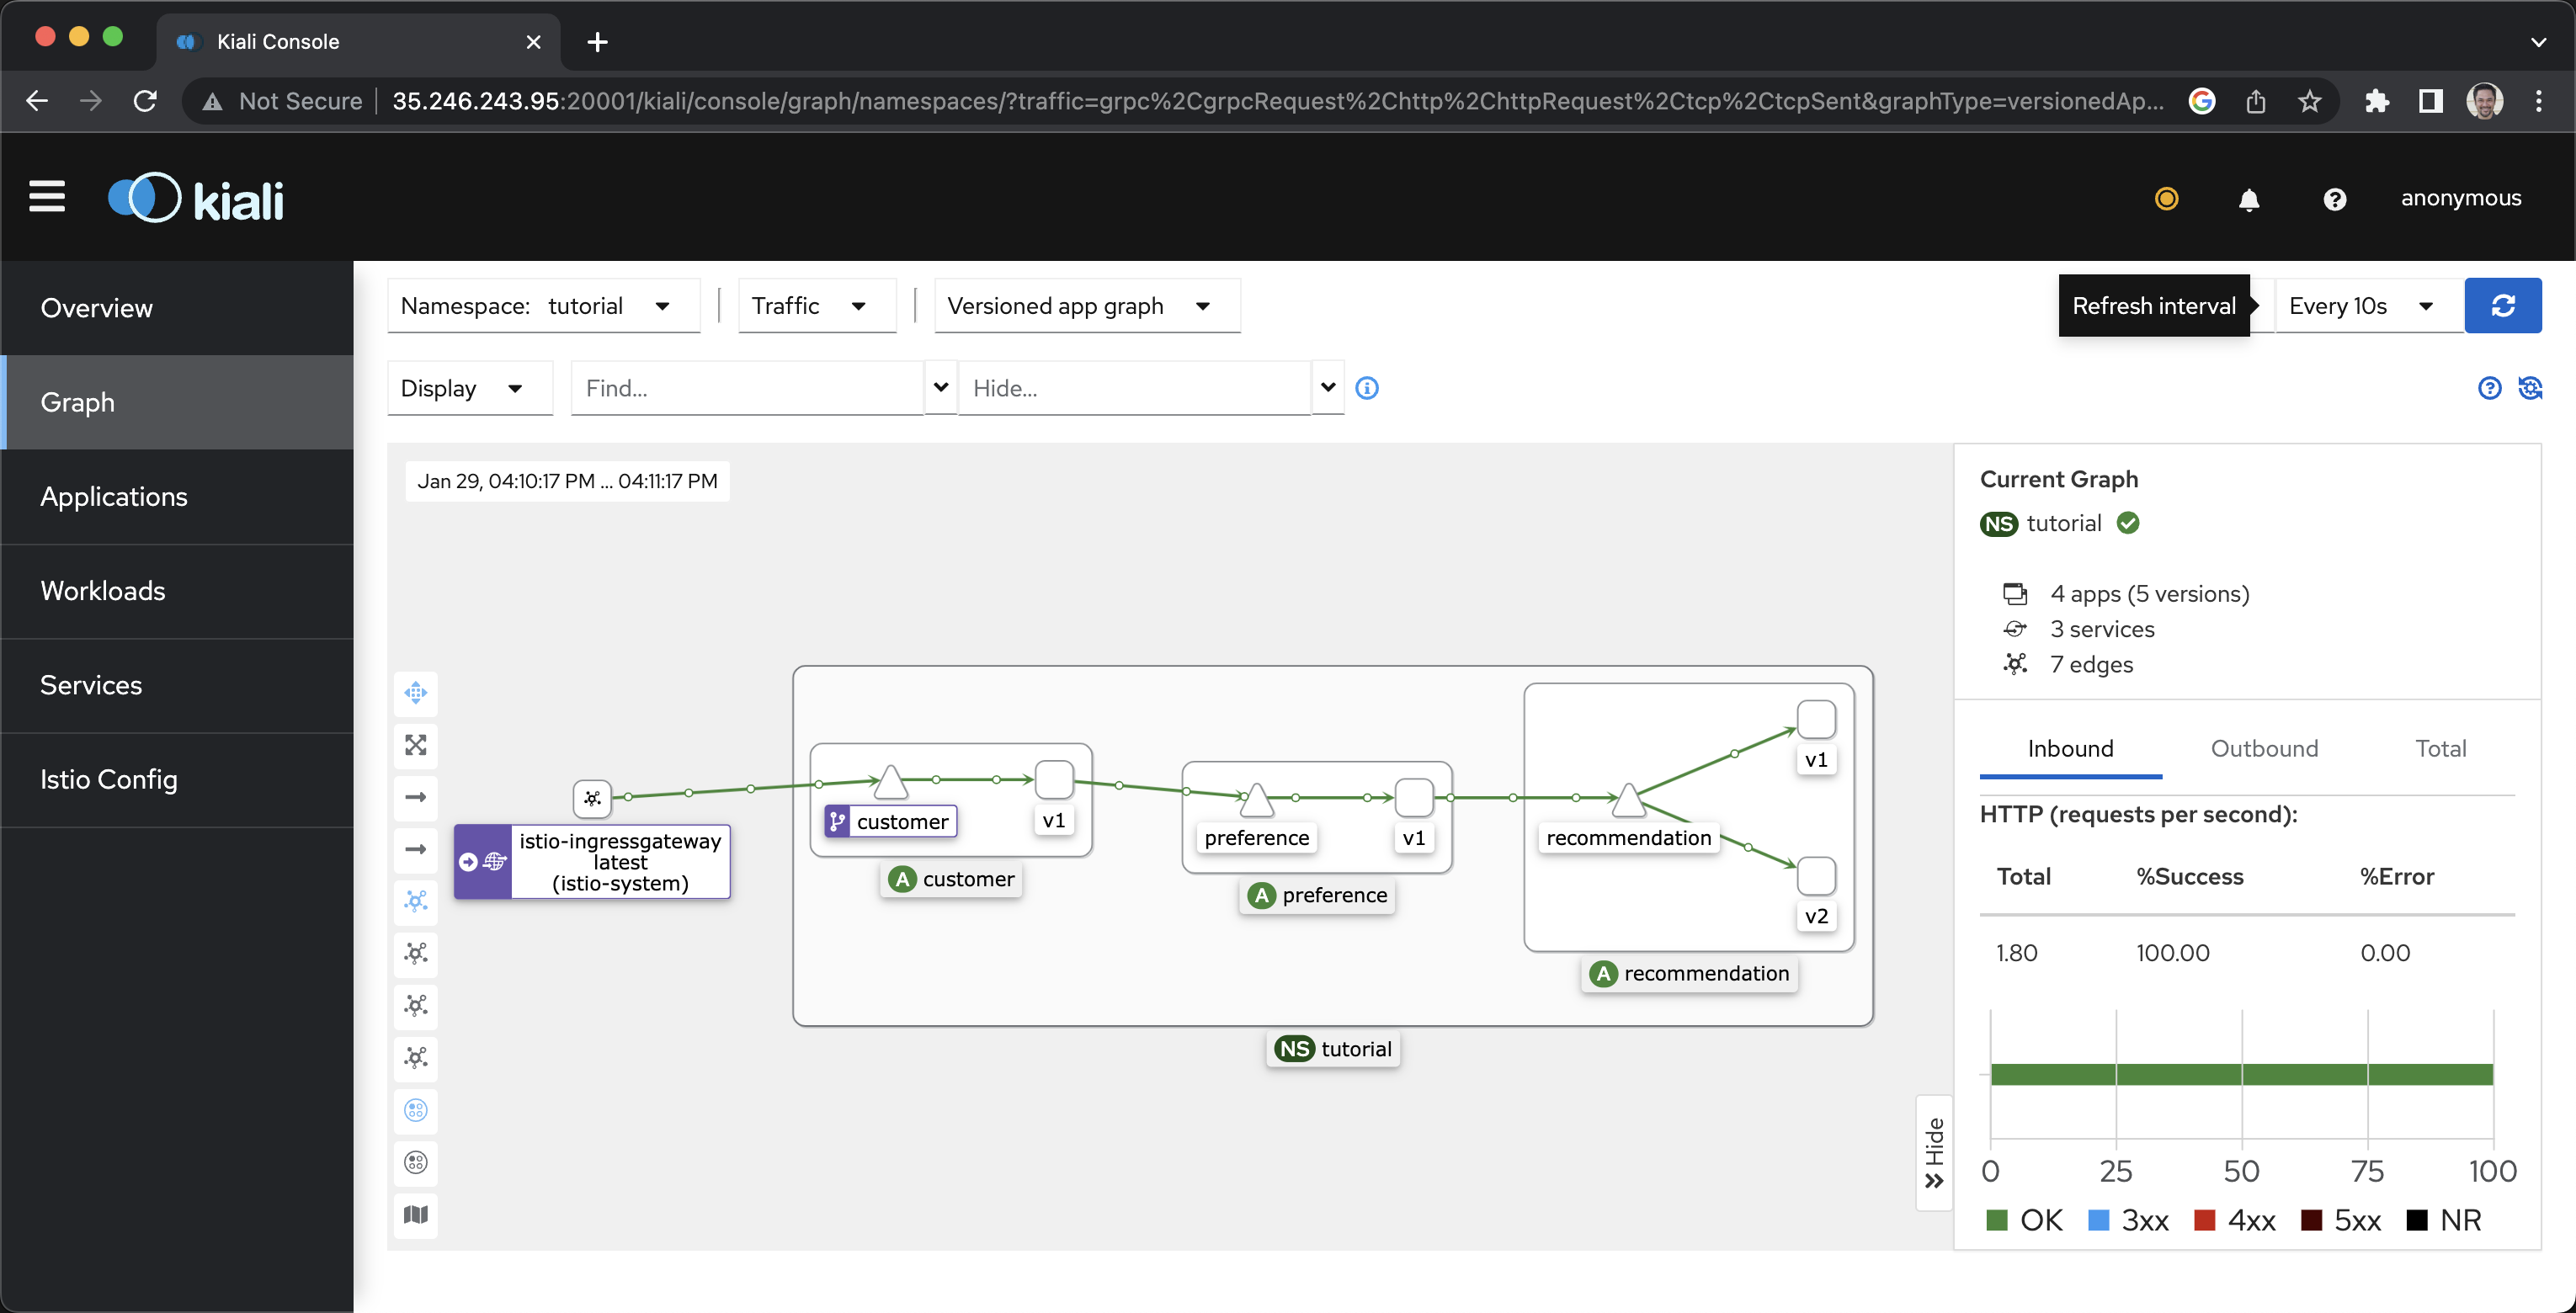 Kiali Console
Not Secure 35.246.243.95:20001/kiali/console/graph/namespaces/?traffic=grpc%2CgrpcRequest%2Chttp%2ChttpRequest%2Ctcp%2CtcpSent&graphType=versionedAp...
kiali
anonymous
Overview
Graph
Applications
Workloads
Services
Istio Config
Namespace: tutorial
Traffic
Versioned app graph
Refresh interval
Every 10s
Display
Find...
Hide...
Jan 29, 04:10:17 PM ... 04:11:17 PM
istio-ingressgateway
latest
(istio-system)
customer
v1
A customer
preference
v1
A preference
recommendation
v1
v2
A recommendation
NS tutorial
Hide
Current Graph
NS tutorial
4 apps (5 versions)
3 services
7 edges
Inbound Outbound Total
HTTP (requests per second):
Total %Success %Error
1.80 100.00 0.00
0 25 50 75 100
OK 3xx 4xx 5xx NR